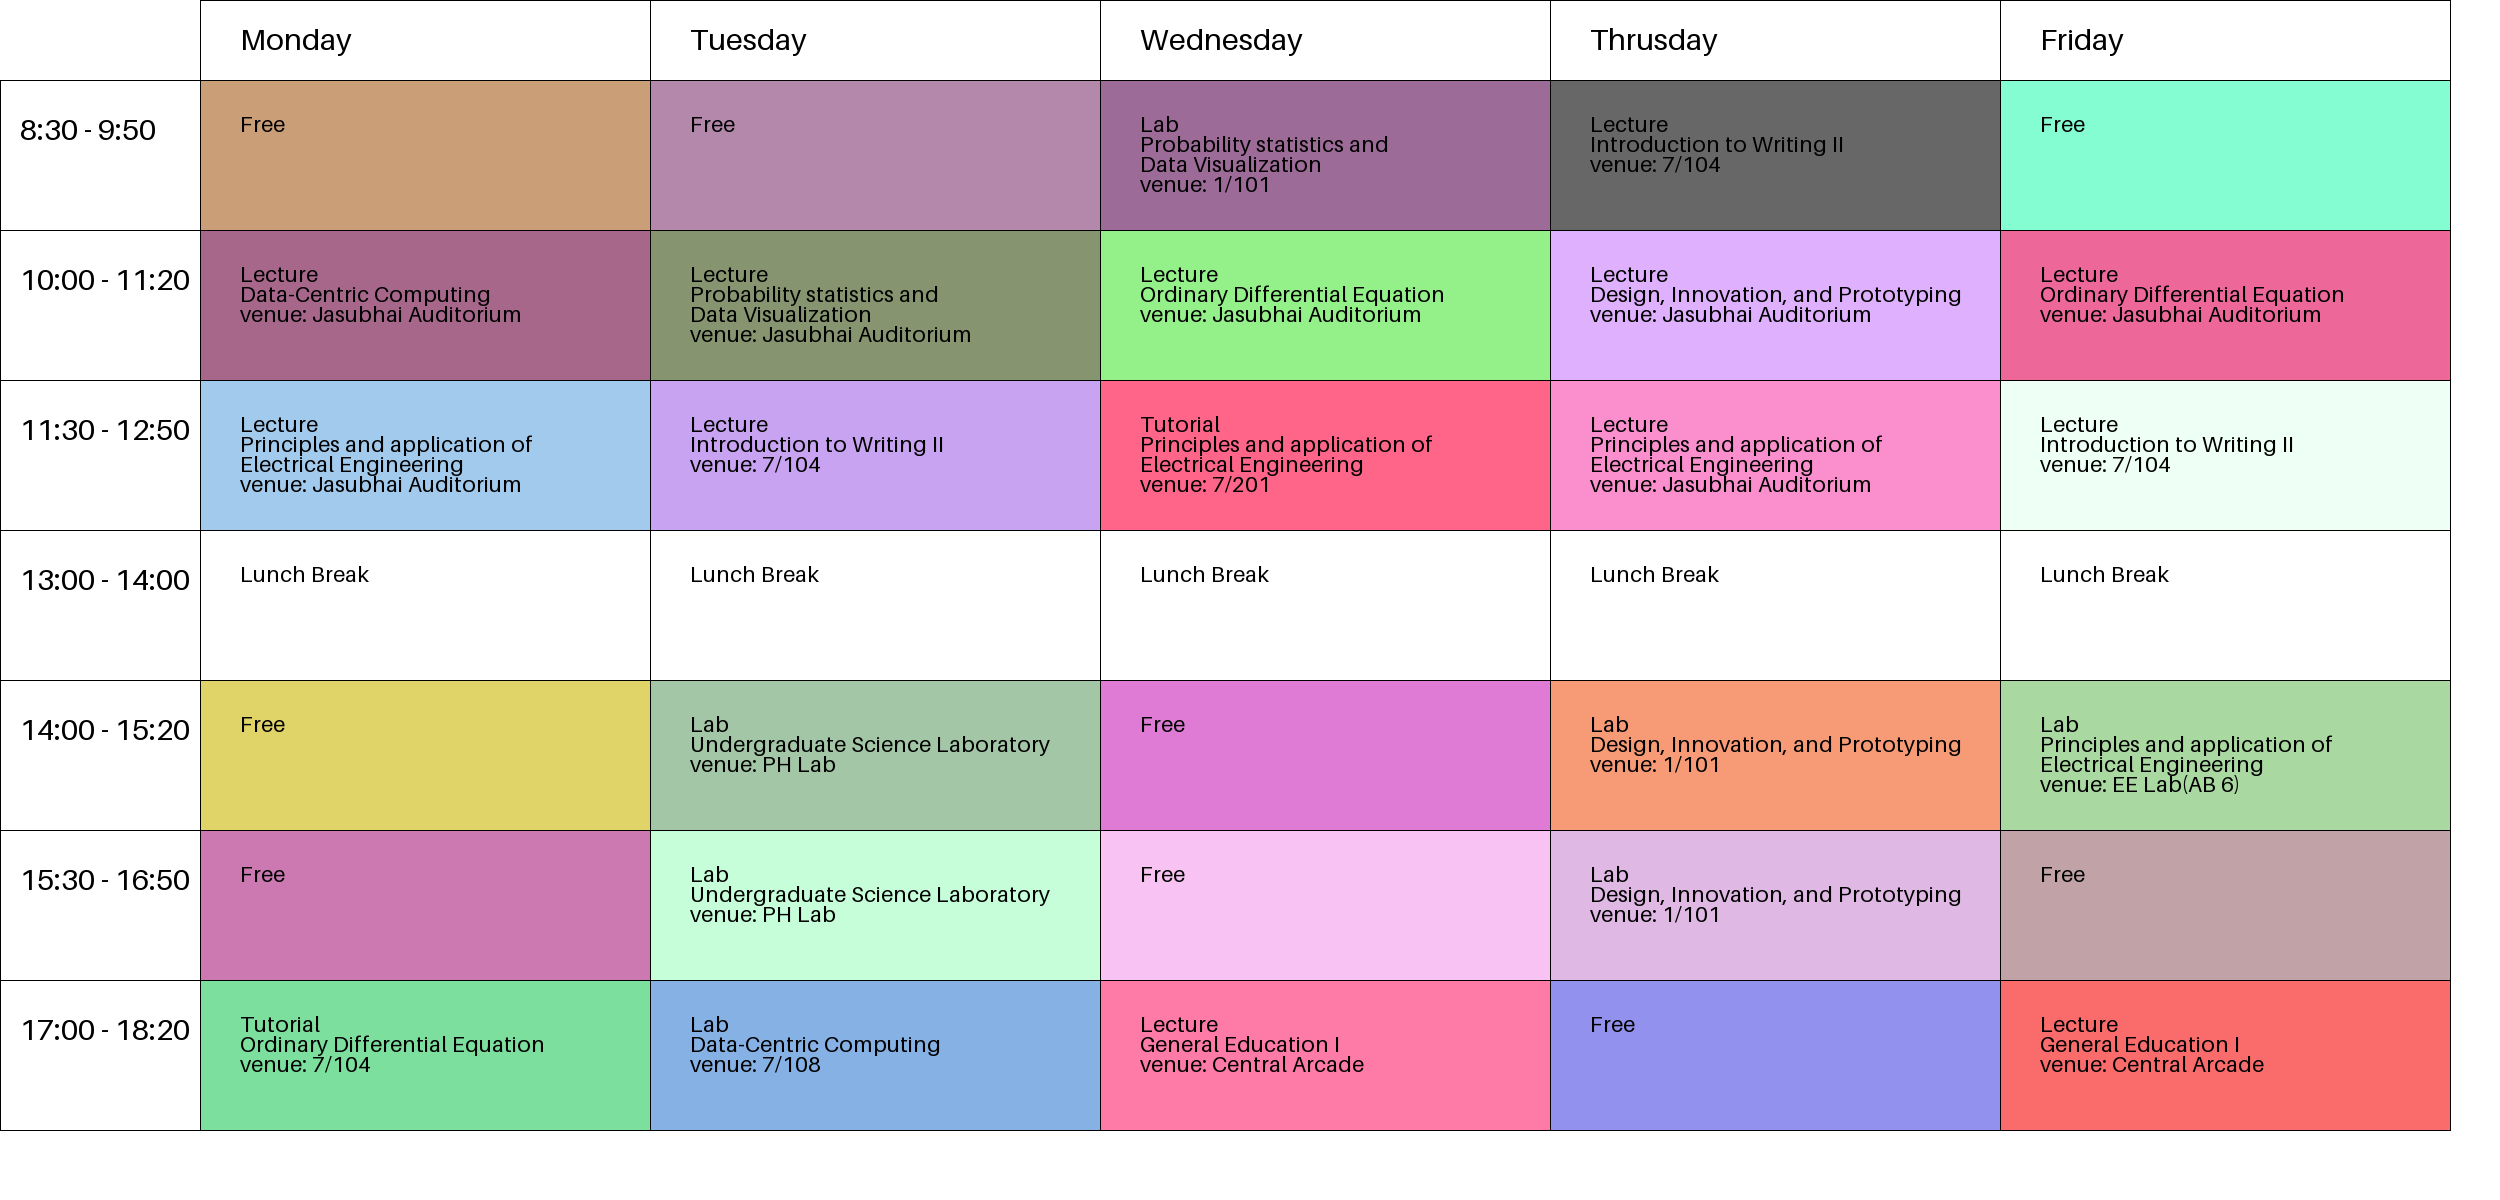 Monday
Tuesday
Wednesday
Thrusday
Friday
8:30 - 9:50
Free
Free
Lab
Probability statistics and
Data Visualization
venue: 1/101
Lecture
Introduction to Writing II
venue: 7/104
Free
10:00 - 11:20
Lecture
Data-Centric Computing
venue: Jasubhai Auditorium
Lecture
Probability statistics and
Data Visualization
venue: Jasubhai Auditorium
Lecture
Ordinary Differential Equation
venue: Jasubhai Auditorium
Lecture
Design, Innovation, and Prototyping
venue: Jasubhai Auditorium
Lecture
Ordinary Differential Equation
venue: Jasubhai Auditorium
11:30 - 12:50
Lecture
Principles and application of
Electrical Engineering
venue: Jasubhai Auditorium
Lecture
Introduction to Writing II
venue: 7/104
Tutorial
Principles and application of
Electrical Engineering
venue: 7/201
Lecture
Principles and application of
Electrical Engineering
venue: Jasubhai Auditorium
Lecture
Introduction to Writing II
venue: 7/104
13:00 - 14:00
Lunch Break
Lunch Break
Lunch Break
Lunch Break
Lunch Break
14:00 - 15:20
Free
Lab
Undergraduate Science Laboratory
venue: PH Lab
Free
Lab
Design, Innovation, and Prototyping
venue: 1/101
Lab
Principles and application of
Electrical Engineering
venue: EE Lab(AB 6)
15:30 - 16:50
Free
Lab
Undergraduate Science Laboratory
venue: PH Lab
Free
Lab
Design, Innovation, and Prototyping
venue: 1/101
Free
17:00 - 18:20
Tutorial
Ordinary Differential Equation
venue: 7/104
Lab
Data-Centric Computing
venue: 7/108
Lecture
General Education I
venue: Central Arcade
Free
Lecture
General Education I
venue: Central Arcade